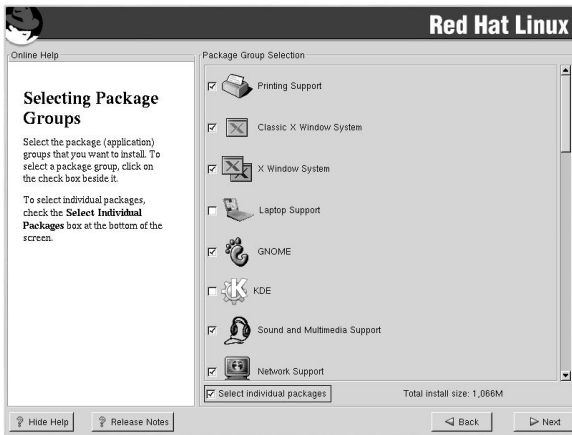 Red Hat Linux
Online Help
Selecting Package
Groups
Select the package (application)
groups that you want to install. To
select a package group, click on
the check box beside it.
To select individual packages,
check the Select Individual
Packages box at the bottom of the
screen.
Package Group Selection
Printing Support
Classic X Window System
X Window System
Laptop Support
GNOME
KDE
Sound and Multimedia Support
Network Support
Select individual packages
Total install size: 1,066M
Hide Help
Release Notes
Back
Next